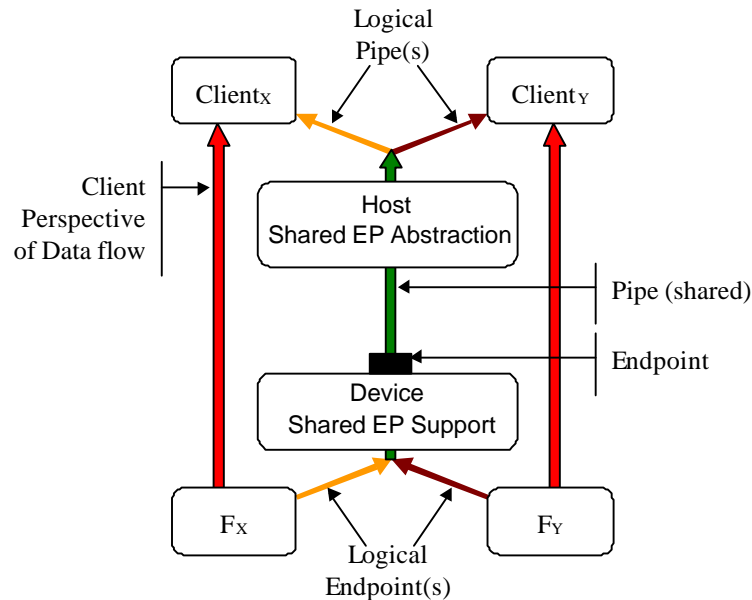 Logical
Pipe(s)
ClientX
ClientY
Client
Perspective
of Data flow
Host
Shared EP Abstraction
Pipe (shared)
Endpoint
Device
Shared EP Support
FX
FY
Logical
Endpoint(s)